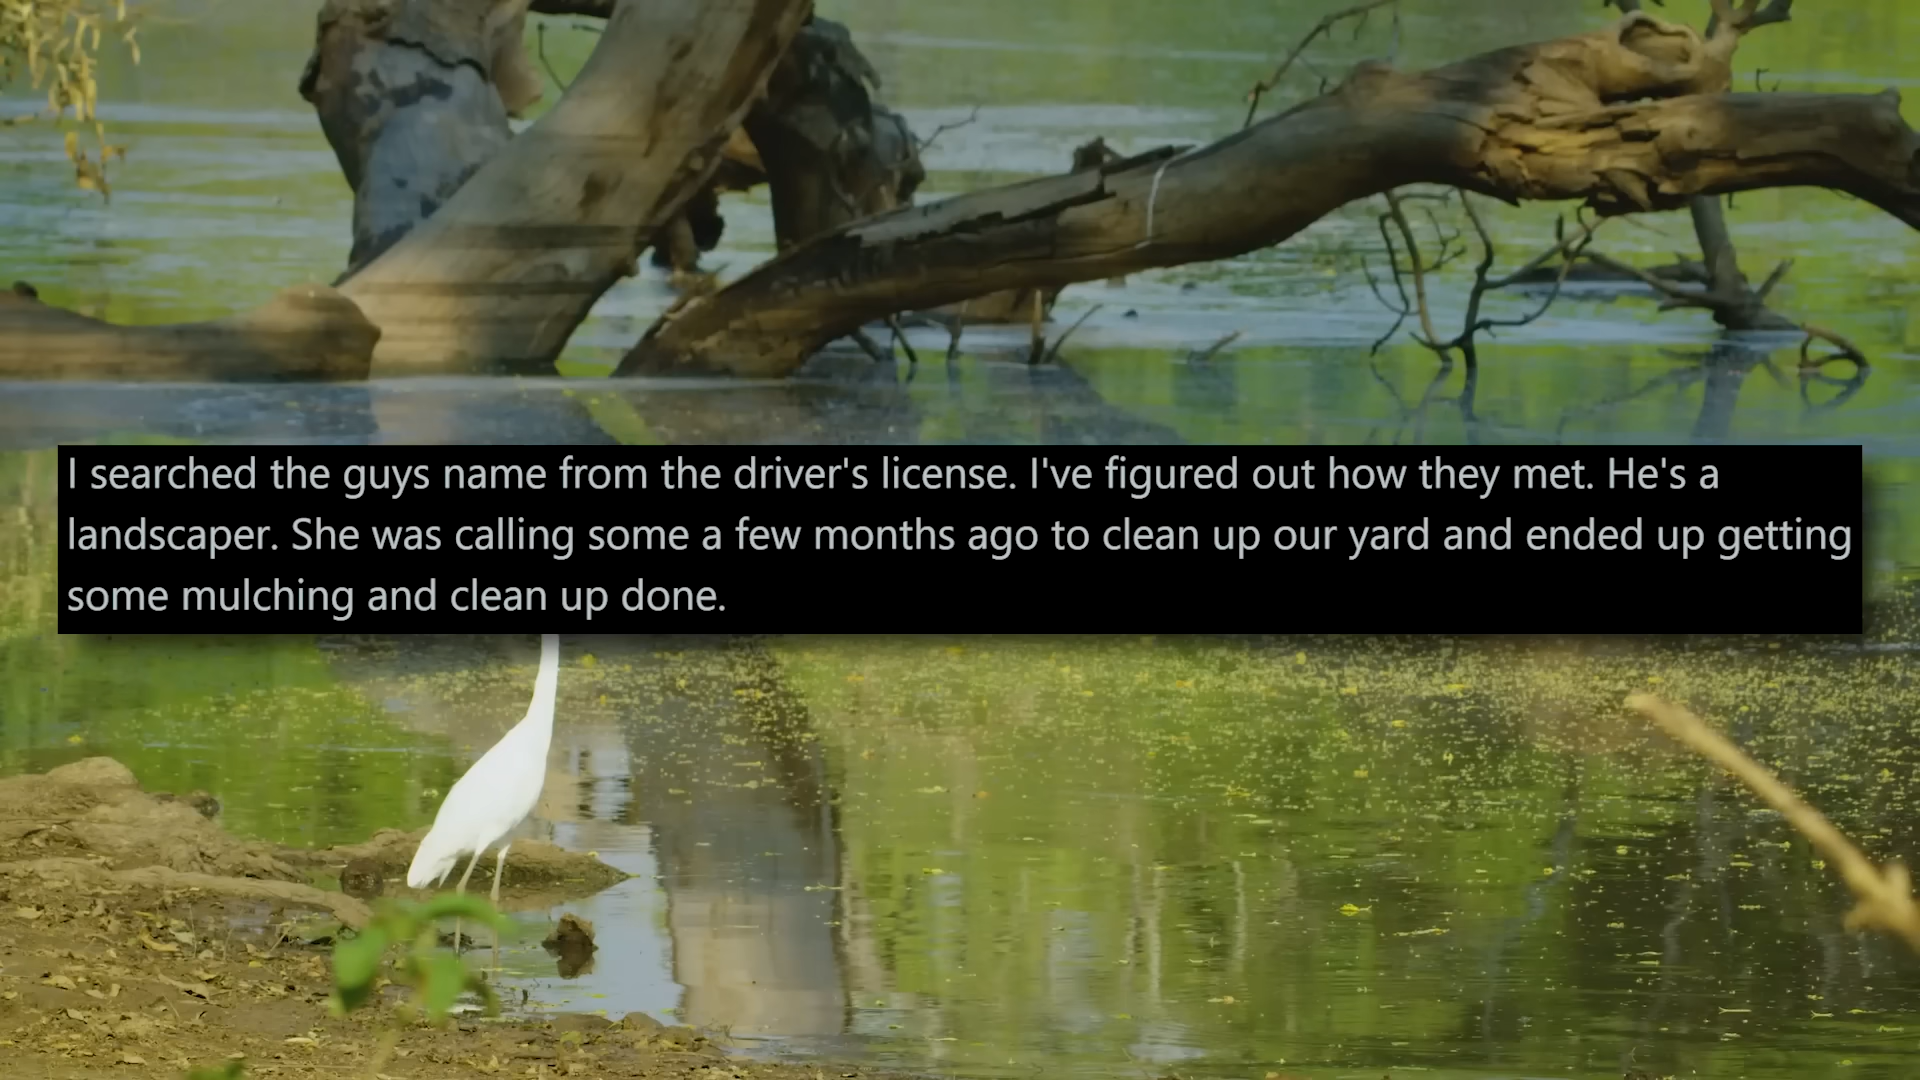 I searched the guys name from the driver's license. I've figured out how they met. He's a
landscaper. She was calling some a few months ago to clean up our yard and ended up getting
some mulching and clean up done.